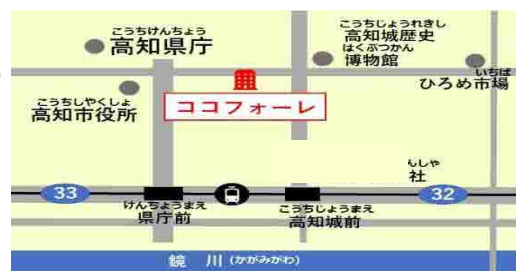 こうちけんちょう
高知県庁
こうちじょうれきし
高知城歴史
はくぶつかん
博物館
いちば
ひろめ市場
こうちしやくしょ
高知市役所
ココフォーレ
んしゃ
社
33
32
けんちょうまえ
県庁前
こうちじょうまえ
高知城前
鏡 川 (かがみがわ)